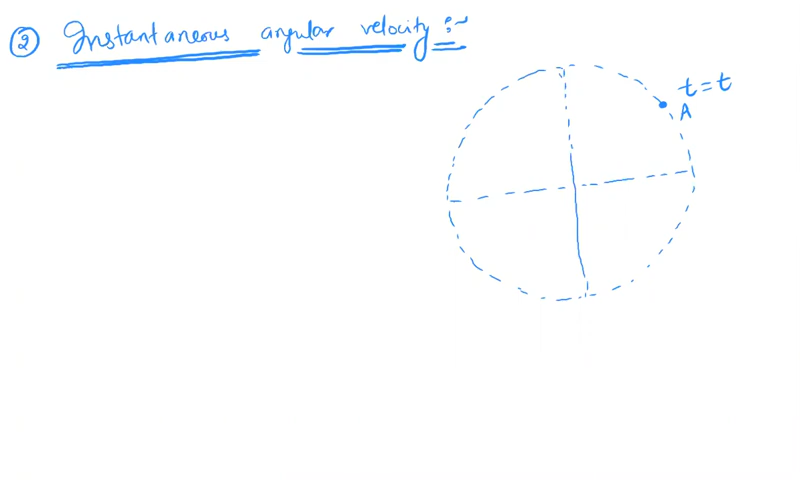 ② Instantaneous angular velocity :~
t = t
A